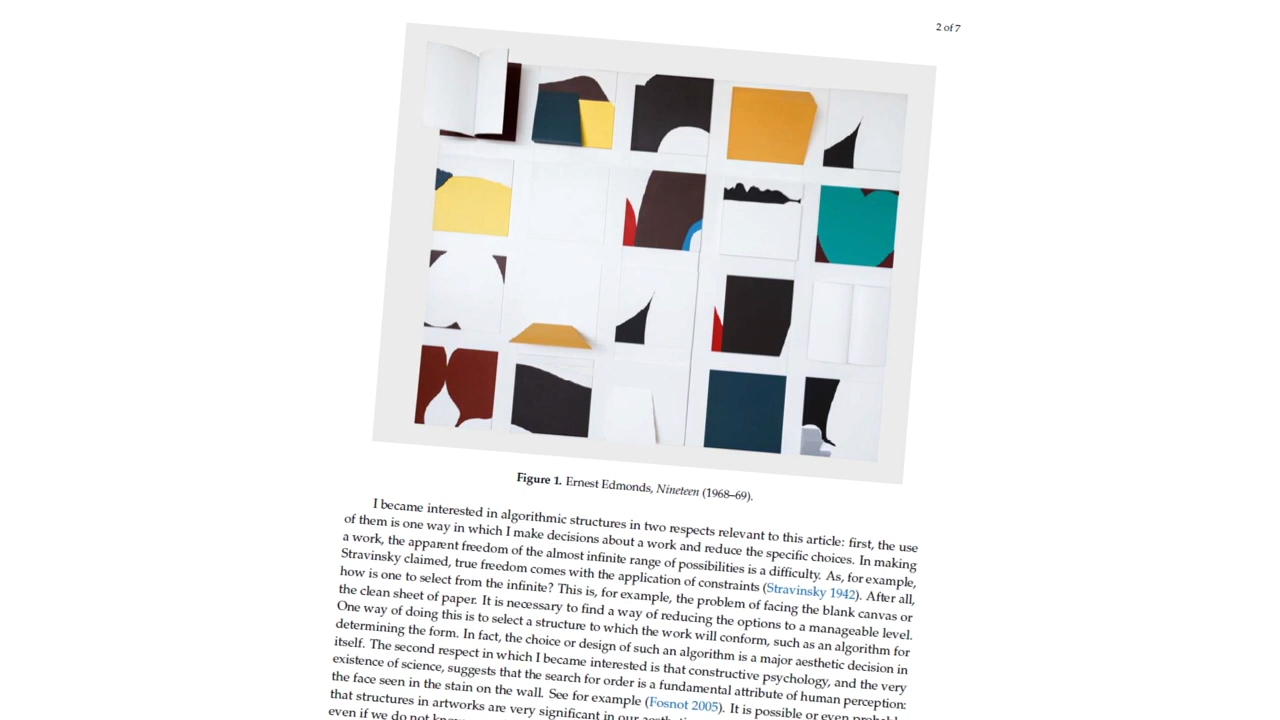 2 of 7
Figure 1. Ernest Edmonds, Nineteen (1968–69).
I became interested in algorithmic structures in two respects relevant to this article: first, the use
of them is one way in which I make decisions about a work and reduce the specific choices. In making
a work, the apparent freedom of the almost infinite range of possibilities is a difficulty. As, for example,
Stravinsky claimed, true freedom comes with the application of constraints (Stravinsky 1942). After all,
how is one to select from the infinite? This is, for example, the problem of facing the blank canvas or
the clean sheet of paper. It is necessary to find a way of reducing the options to a manageable level.
One way of doing this is to select a structure to which the work will conform, such as an algorithm for
determining the form. In fact, the choice or design of such an algorithm is a major aesthetic decision in
itself. The second respect in which I became interested is that constructive psychology, and the very
existence of science, suggests that the search for order is a fundamental attribute of human perception:
the face seen in the stain on the wall. See for example (Fosnot 2005). It is possible or even
that structures in artworks are very significant in our
even if we do not